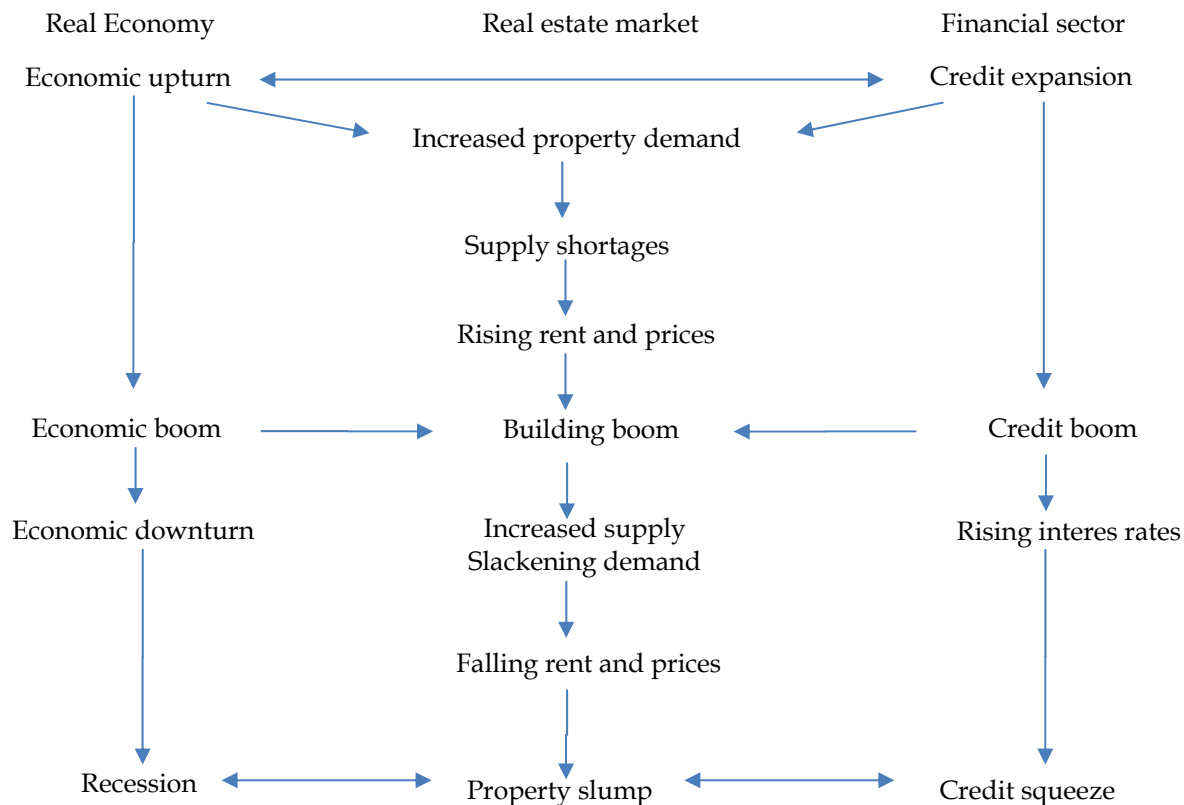 Real Economy
Real estate market
Financial sector
Economic upturn
Credit expansion
Increased property demand
Supply shortages
Rising rent and prices
Economic boom
Building boom
Credit boom
Economic downturn
Increased supply
Slackening demand
Rising interes rates
Falling rent and prices
Recession
Property slump
Credit squeeze